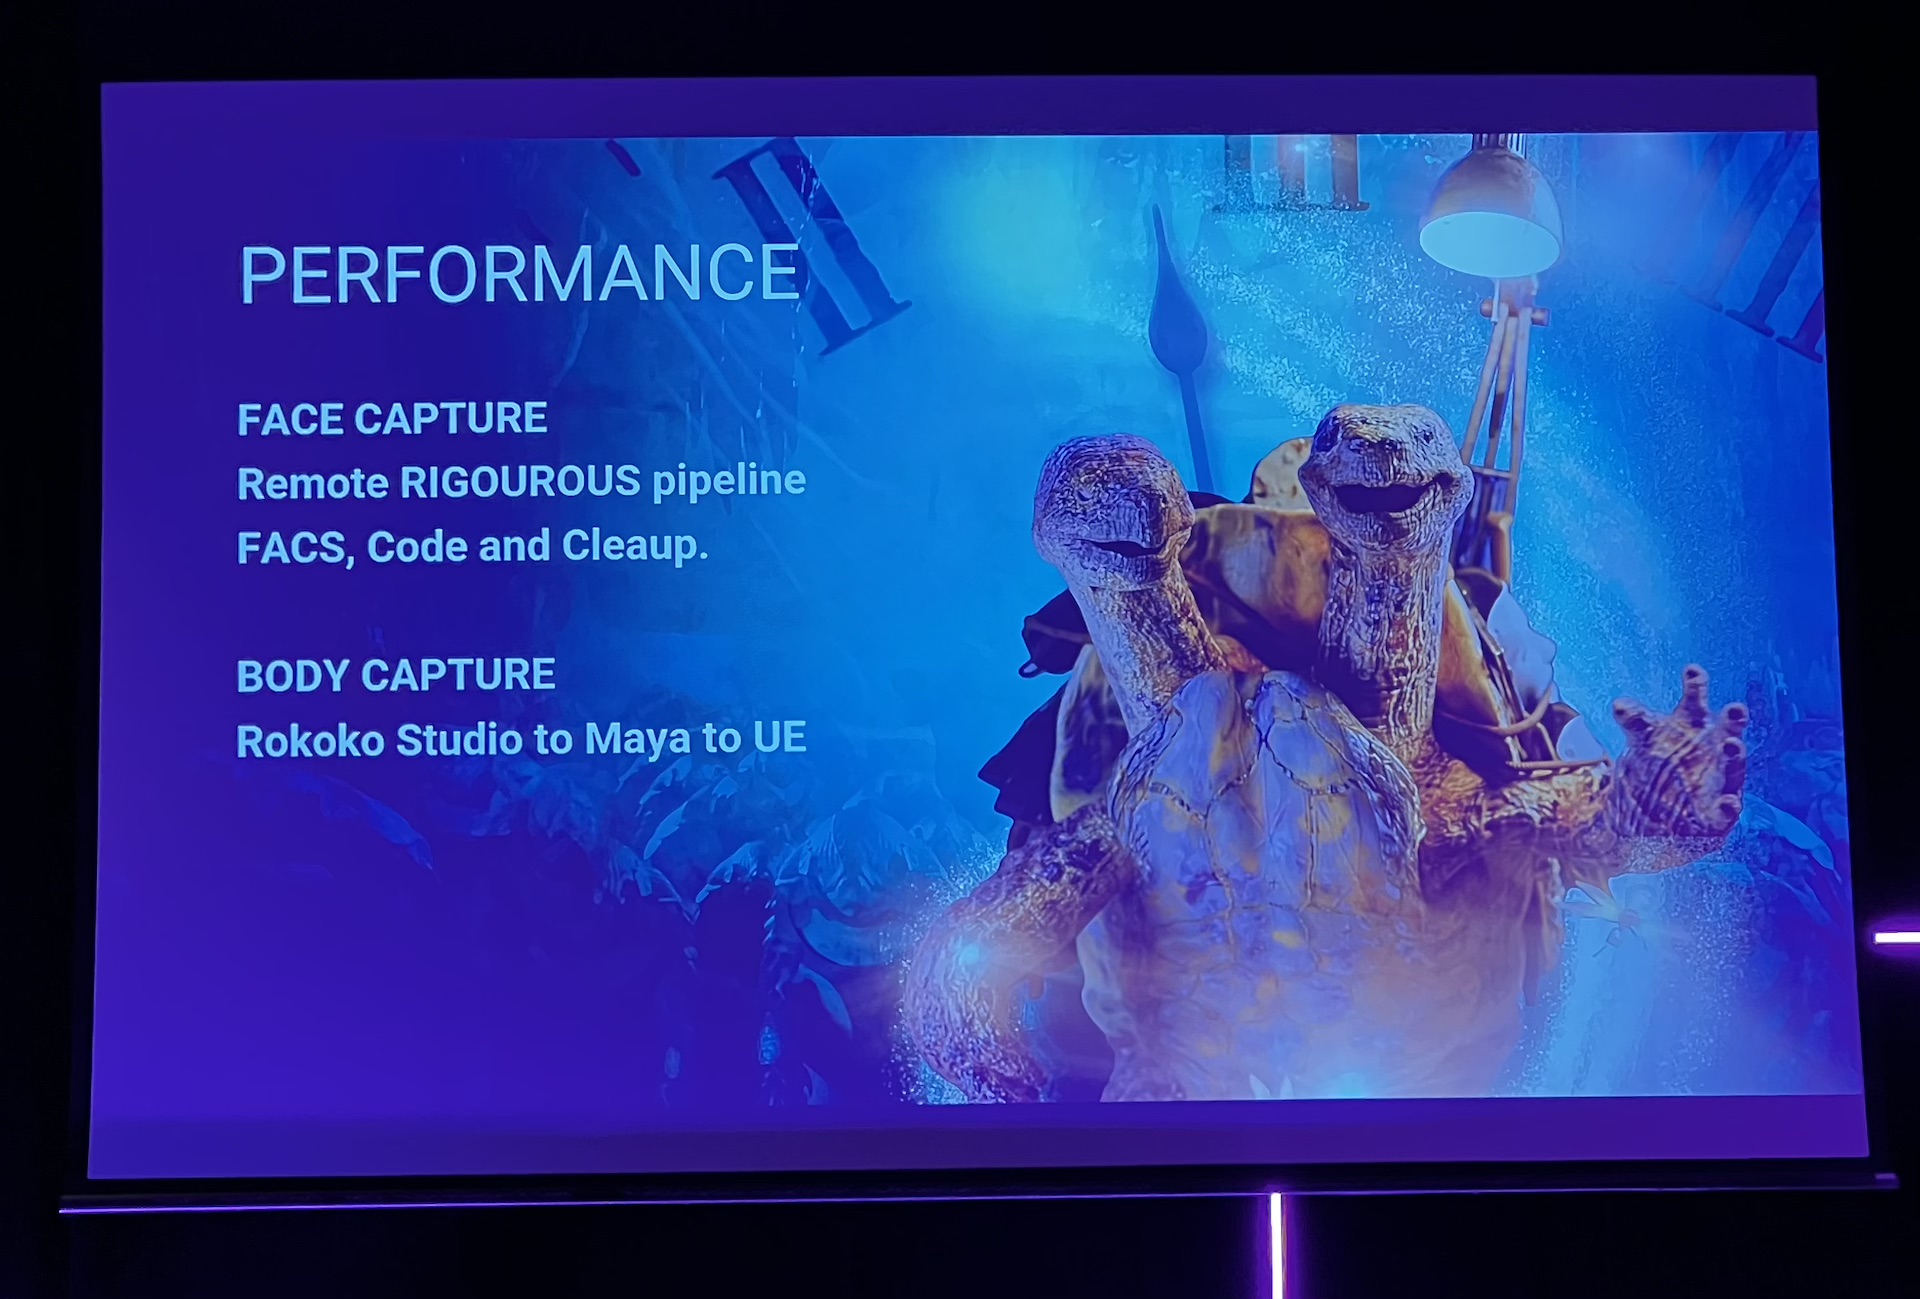 PERFORMANCE
FACE CAPTURE
Remote RIGOUROUS pipeline
FACS, Code and Cleaup.
BODY CAPTURE
Rokoko Studio to Maya to UE